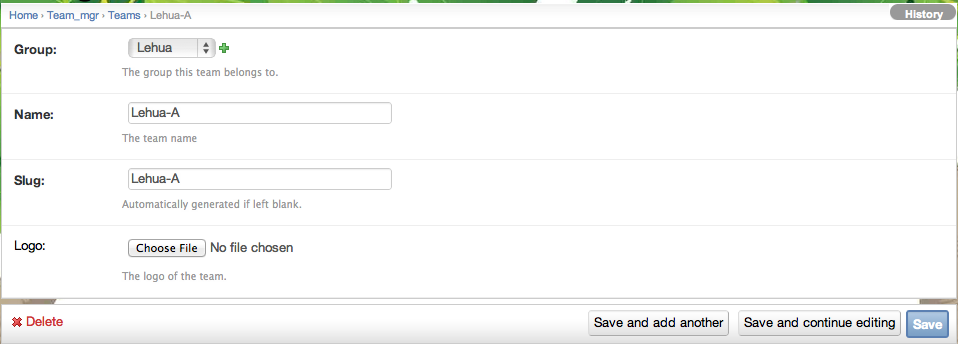 Home › Team_mgr › Teams › Lehua-A
History
Group: Lehua
The group this team belongs to.
Name: Lehua-A
The team name
Slug: Lehua-A
Automatically generated if left blank.
Logo: Choose File No file chosen
The logo of the team.
Delete Save and add another Save and continue editing Save